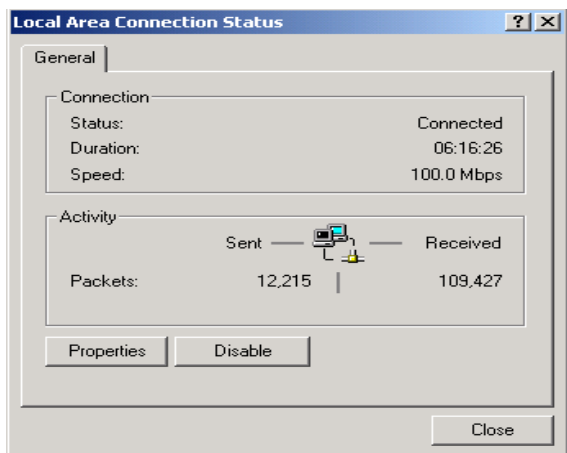 Local Area Connection Status
General
Connection
Status: Connected
Duration: 06:16:26
Speed: 100.0 Mbps
Activity
Sent Received
Packets: 12,215 109,427
Properties Disable
Close